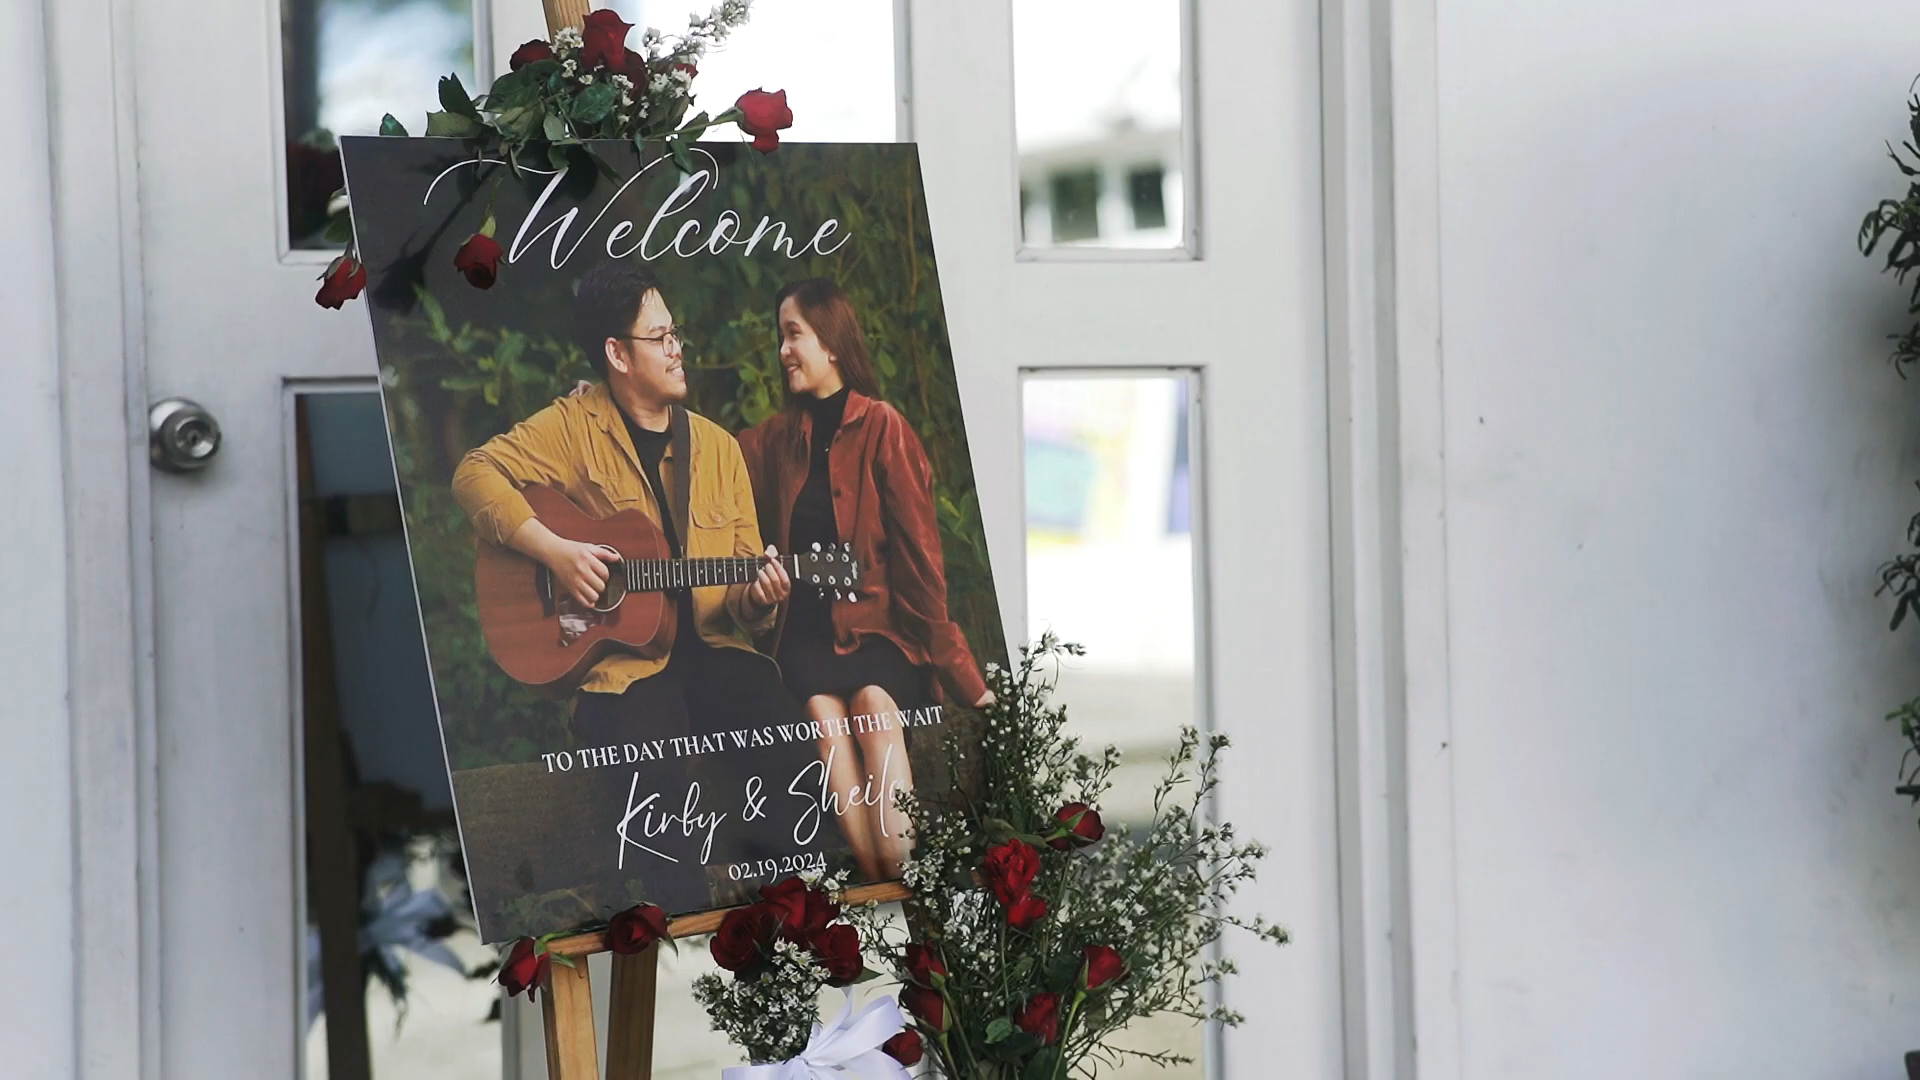 Welcome
TO THE DAY THAT WAS WORTH THE WAIT
Kirby & Sheila
02.19.2024